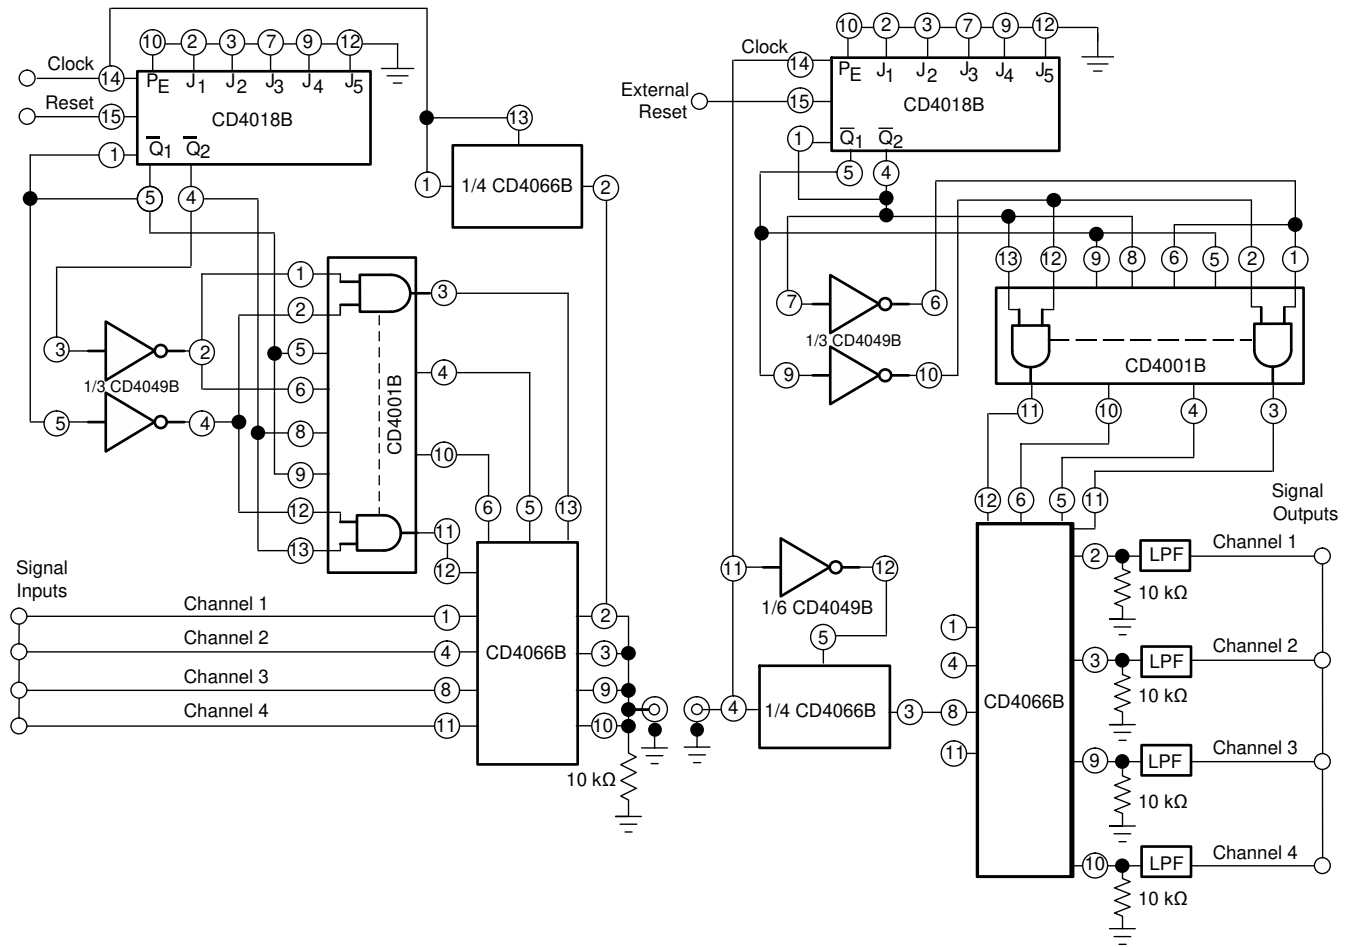 10 2 3 7 9 12
Clock 14 PE J1 J2 J3 J4 J5
Reset 15 CD4018B
1 Q1 Q2
5 4
13
1 1/4 CD4066B 2
1 3
2
5
3 2 4
1/3 CD4049B 6
5 4 8 CD4001B
10
9
12 6 5 13
11
13 12
Signal
Inputs
Channel 1 1 2
Channel 2 4 CD4066B 3
Channel 3 8 9
Channel 4 11 10
10 kΩ
10 2 3 7 9 12
Clock 14 PE J1 J2 J3 J4 J5
External
Reset 15 CD4018B
1 Q1 Q2
5 4
13 12 9 8 6 5 2 1
7 6
1/3 CD4049B
9 10
CD4001B
11 10 4 3
12 6 5 11
Signal
Outputs
11 12
1/6 CD4049B
5
4 1/4 CD4066B 3
1
4
8 CD4066B
11
2 LPF Channel 1
10 kΩ
3 LPF Channel 2
10 kΩ
9 LPF Channel 3
10 kΩ
10 LPF Channel 4
10 kΩ